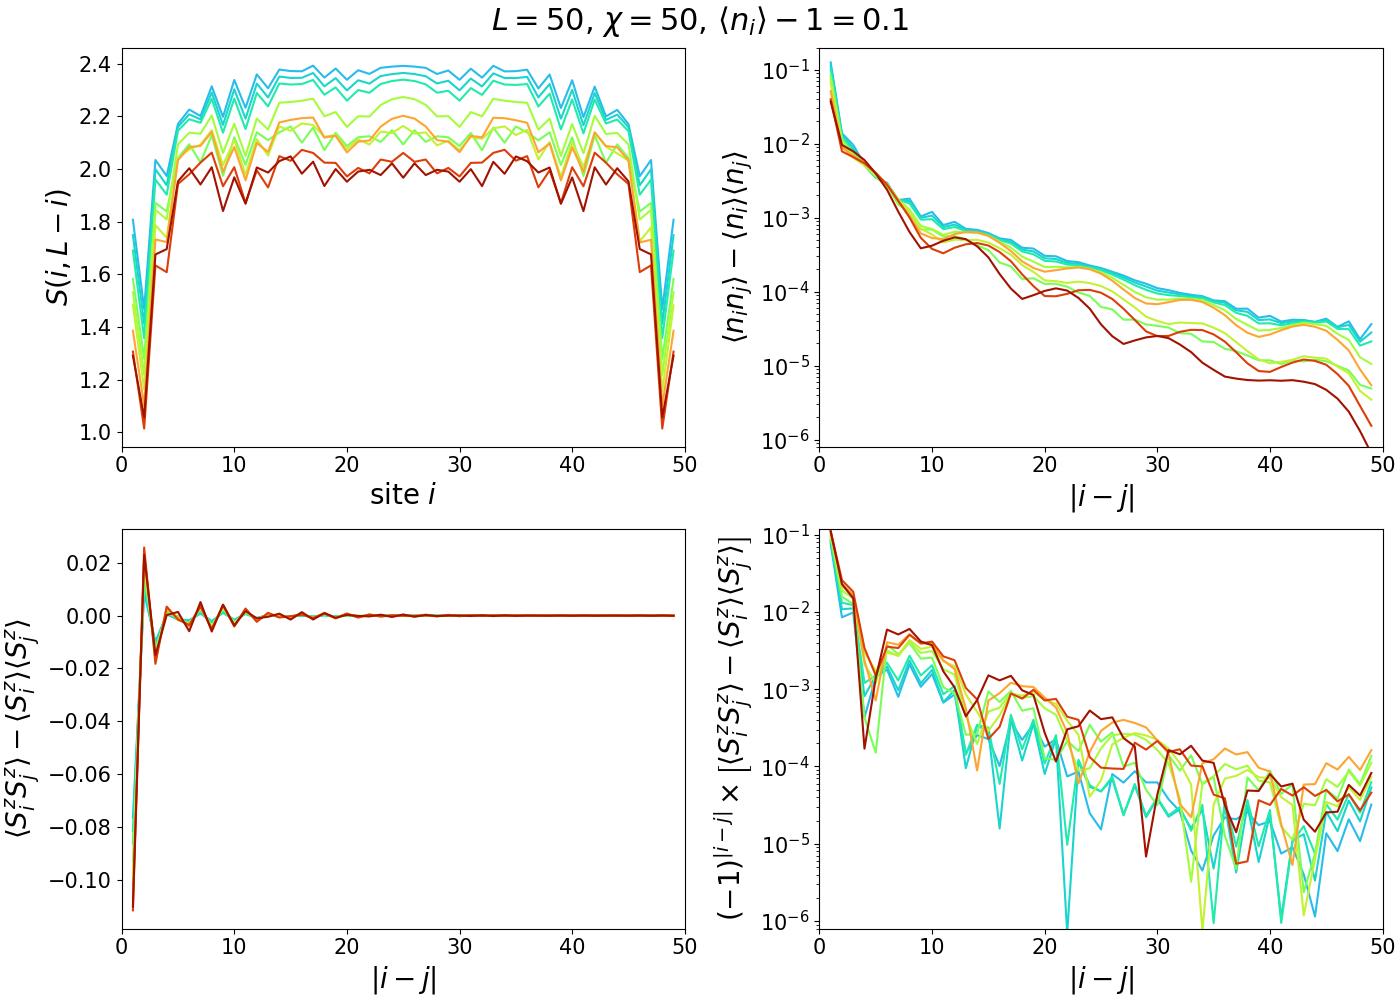 L = 50, χ = 50, ⟨n_i⟩ − 1 = 0.1
S(i, L − i)
2.4
2.2
2.0
1.8
1.6
1.4
1.2
1.0
0 10 20 30 40 50
site i
⟨n_i n_j⟩ − ⟨n_i⟩⟨n_j⟩
10^{−1}
10^{−2}
10^{−3}
10^{−4}
10^{−5}
10^{−6}
0 10 20 30 40 50
|i − j|
⟨S_i^z S_j^z⟩ − ⟨S_i^z⟩⟨S_j^z⟩
0.02
0.00
−0.02
−0.04
−0.06
−0.08
−0.10
0 10 20 30 40 50
|i − j|
(−1)^{|i − j|} × [⟨S_i^z S_j^z⟩ − ⟨S_i^z⟩⟨S_j^z⟩]
10^{−1}
10^{−2}
10^{−3}
10^{−4}
10^{−5}
10^{−6}
0 10 20 30 40 50
|i − j|